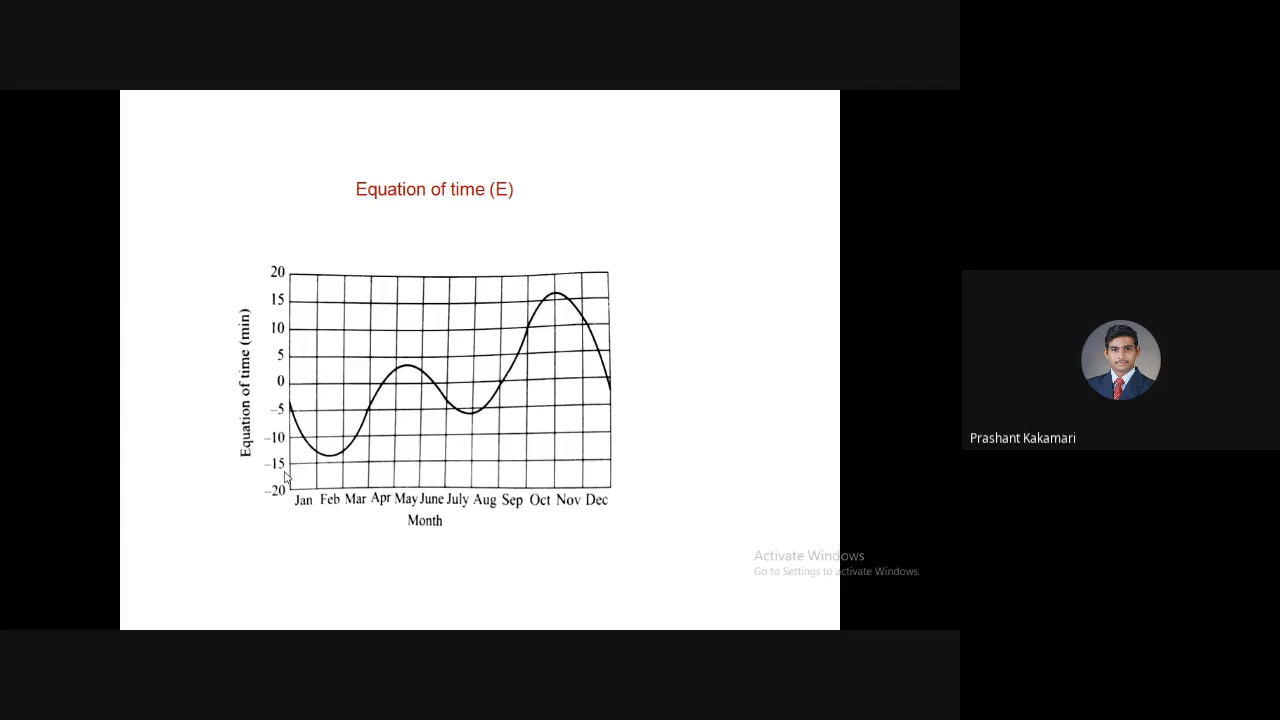 Equation of time (E)
20
15
10
5
0
–5
–10
–15
–20
Equation of time (min)
Jan Feb Mar Apr May June July Aug Sep Oct Nov Dec
Month
Prashant Kakamari
Activate Windows
Go to Settings to activate Windows.